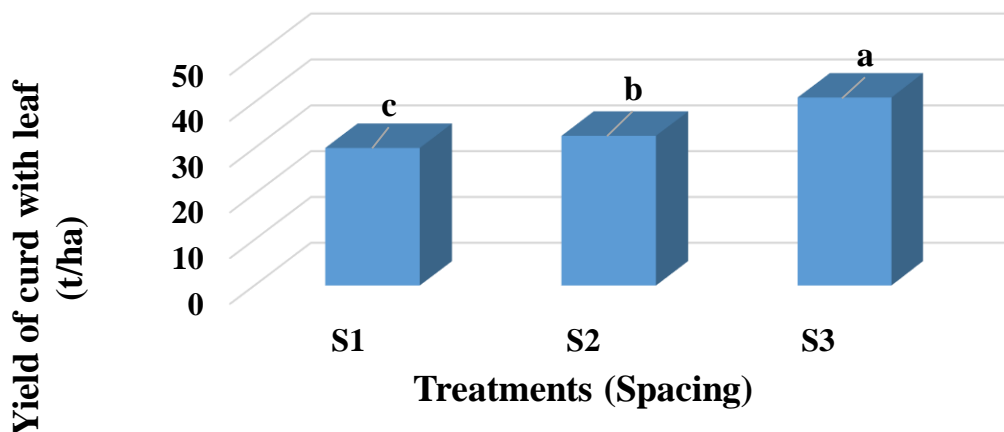 Yield of curd with leaf
(t/ha)
50
40
30
20
10
0
c
b
a
S1
S2
S3
Treatments (Spacing)